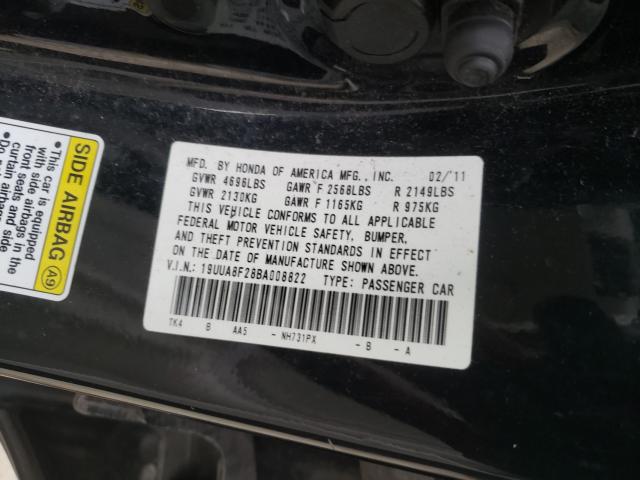 SIDE AIRBAG A9
•This car is equipped
with side airbags in the
front seats and side
curtain airbags.
MFD. BY HONDA OF AMERICA MFG., INC. 02/'11
GVWR 4696LBS GAWR F 2568LBS R 2149LBS
GVWR 2130KG GAWR F 1165KG R 975KG
THIS VEHICLE CONFORMS TO ALL APPLICABLE
FEDERAL MOTOR VEHICLE SAFETY, BUMPER,
AND THEFT PREVENTION STANDARDS IN EFFECT
ON THE DATE OF MANUFACTURE SHOWN ABOVE.
V.I.N.: 19UUA8F28BA008822 TYPE: PASSENGER CAR
TK4 B AA5 - NH731PX - B - A